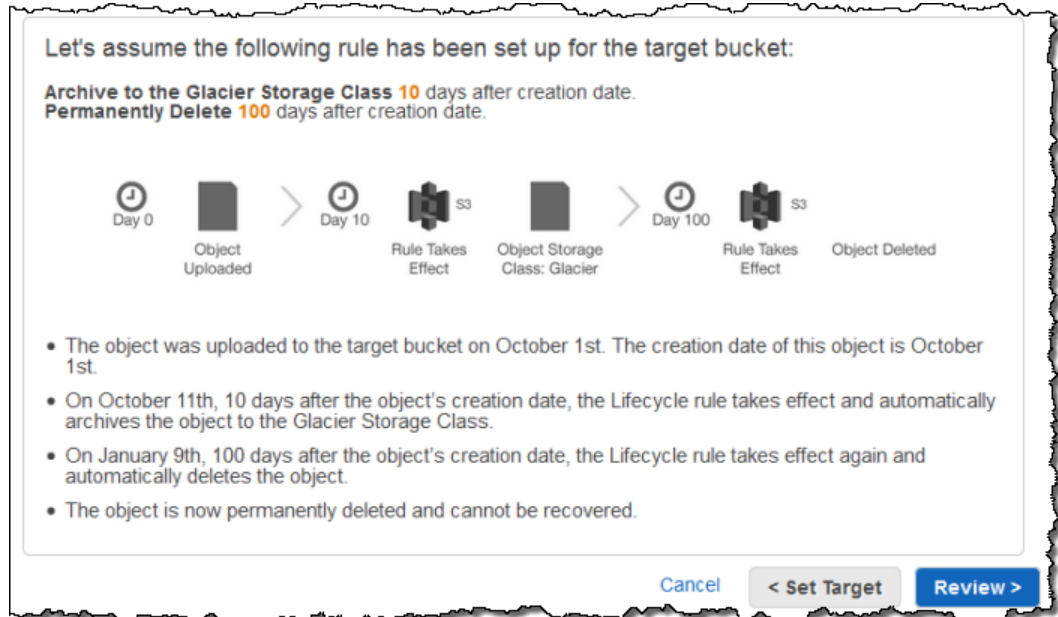 Let's assume the following rule has been set up for the target bucket:
Archive to the Glacier Storage Class 10 days after creation date.
Permanently Delete 100 days after creation date.
Day 0
Object
Uploaded
Day 10
S3
Rule Takes
Effect
Object Storage
Class: Glacier
Day 100
S3
Rule Takes
Effect
Object Deleted
• The object was uploaded to the target bucket on October 1st. The creation date of this object is October
1st.
• On October 11th, 10 days after the object's creation date, the Lifecycle rule takes effect and automatically
archives the object to the Glacier Storage Class.
• On January 9th, 100 days after the object's creation date, the Lifecycle rule takes effect again and
automatically deletes the object.
• The object is now permanently deleted and cannot be recovered.
Cancel
< Set Target
Review >